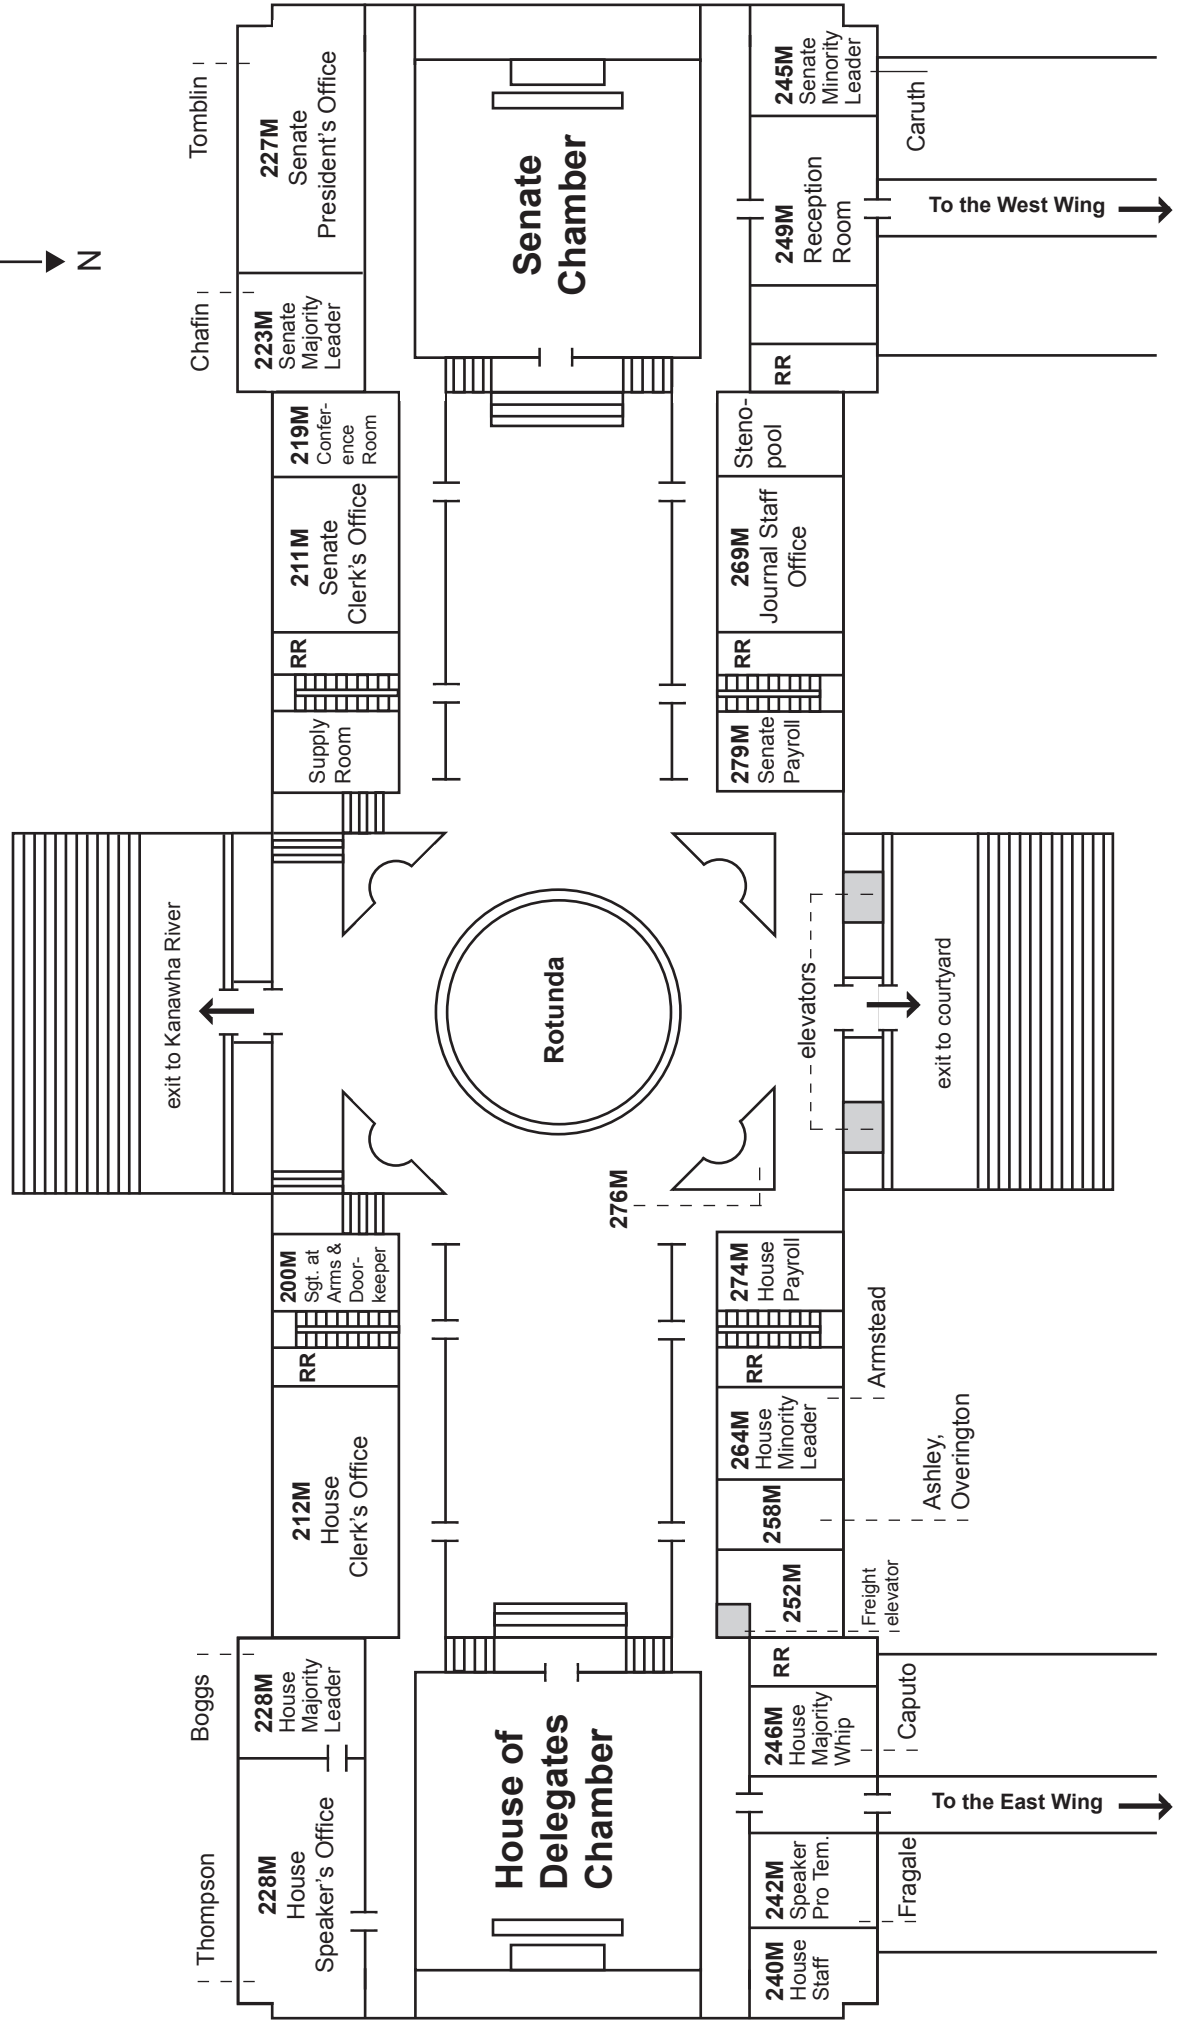 Thompson
Boggs
Chafin
Tomblin
N
228M
House
Speaker's Office
228M
House
Majority
Leader
223M
Senate
Majority
Leader
227M
Senate
President's Office
212M
House
Clerk's Office
RR
200M
Sgt. at
Arms &
Door-
keeper
exit to Kanawha River
Supply
Room
RR
211M
Senate
Clerk's Office
219M
Confer-
ence
Room
House of
Delegates
Chamber
Rotunda
Senate
Chamber
276M
240M
House
Staff
242M
Speaker
Pro Tem.
246M
House
Majority
Whip
RR
252M
258M
264M
House
Minority
Leader
RR
274M
House
Payroll
elevators
279M
Senate
Payroll
RR
269M
Journal Staff
Office
Steno-
pool
RR
249M
Reception
Room
245M
Senate
Minority
Leader
Fragale
To the East Wing
Caputo
Freight
elevator
Ashley,
Overington
Armstead
exit to courtyard
To the West Wing
Caruth